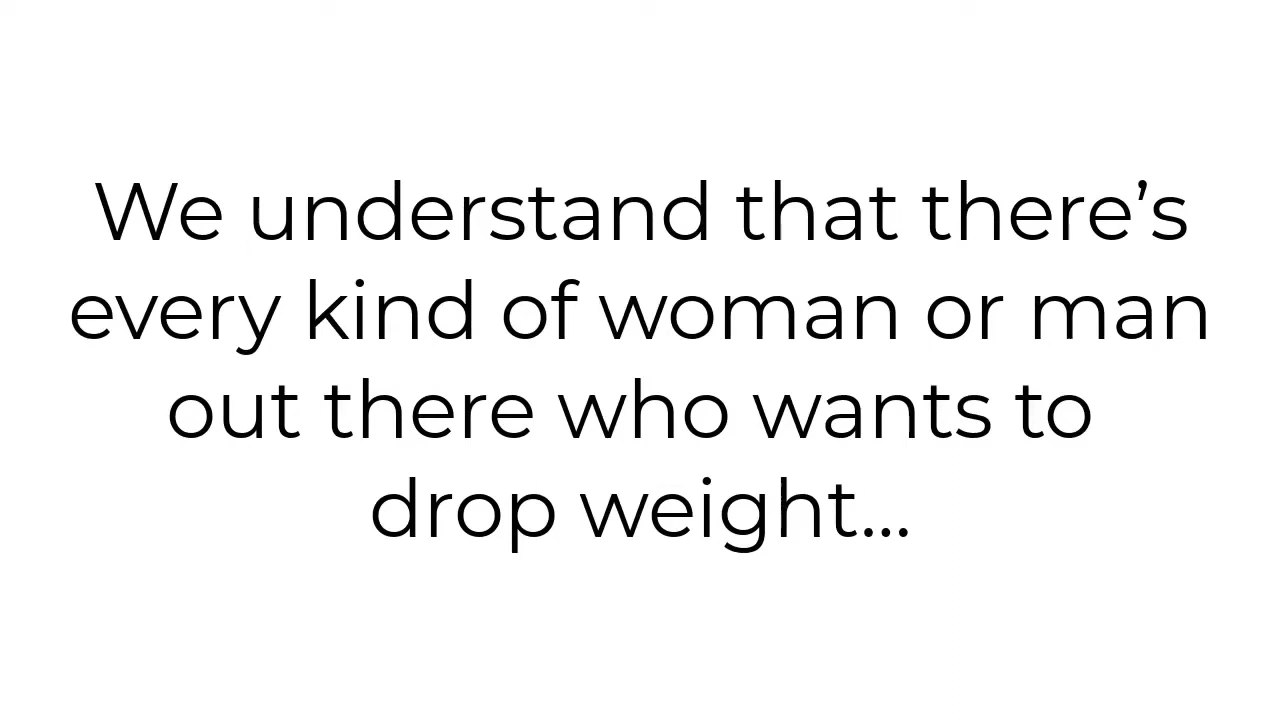 We understand that there’s
every kind of woman or man
out there who wants to
drop weight...